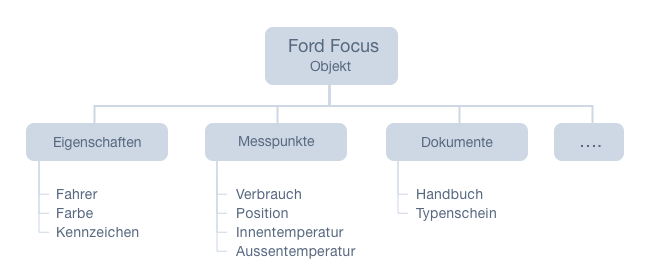 Ford Focus
Objekt
Eigenschaften
Messpunkte
Dokumente
....
Fahrer
Farbe
Kennzeichen
Verbrauch
Position
Innentemperatur
Aussentemperatur
Handbuch
Typenschein